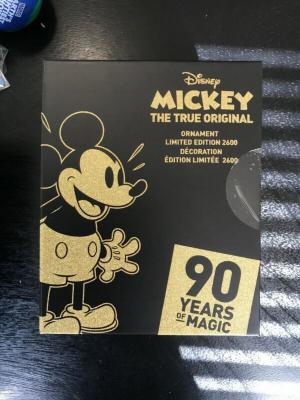 Disney
MICKEY
THE TRUE ORIGINAL
ORNAMENT
LIMITED EDITION 2600
DÉCORATION
ÉDITION LIMITÉE 2600
90
YEARS
OF MAGIC